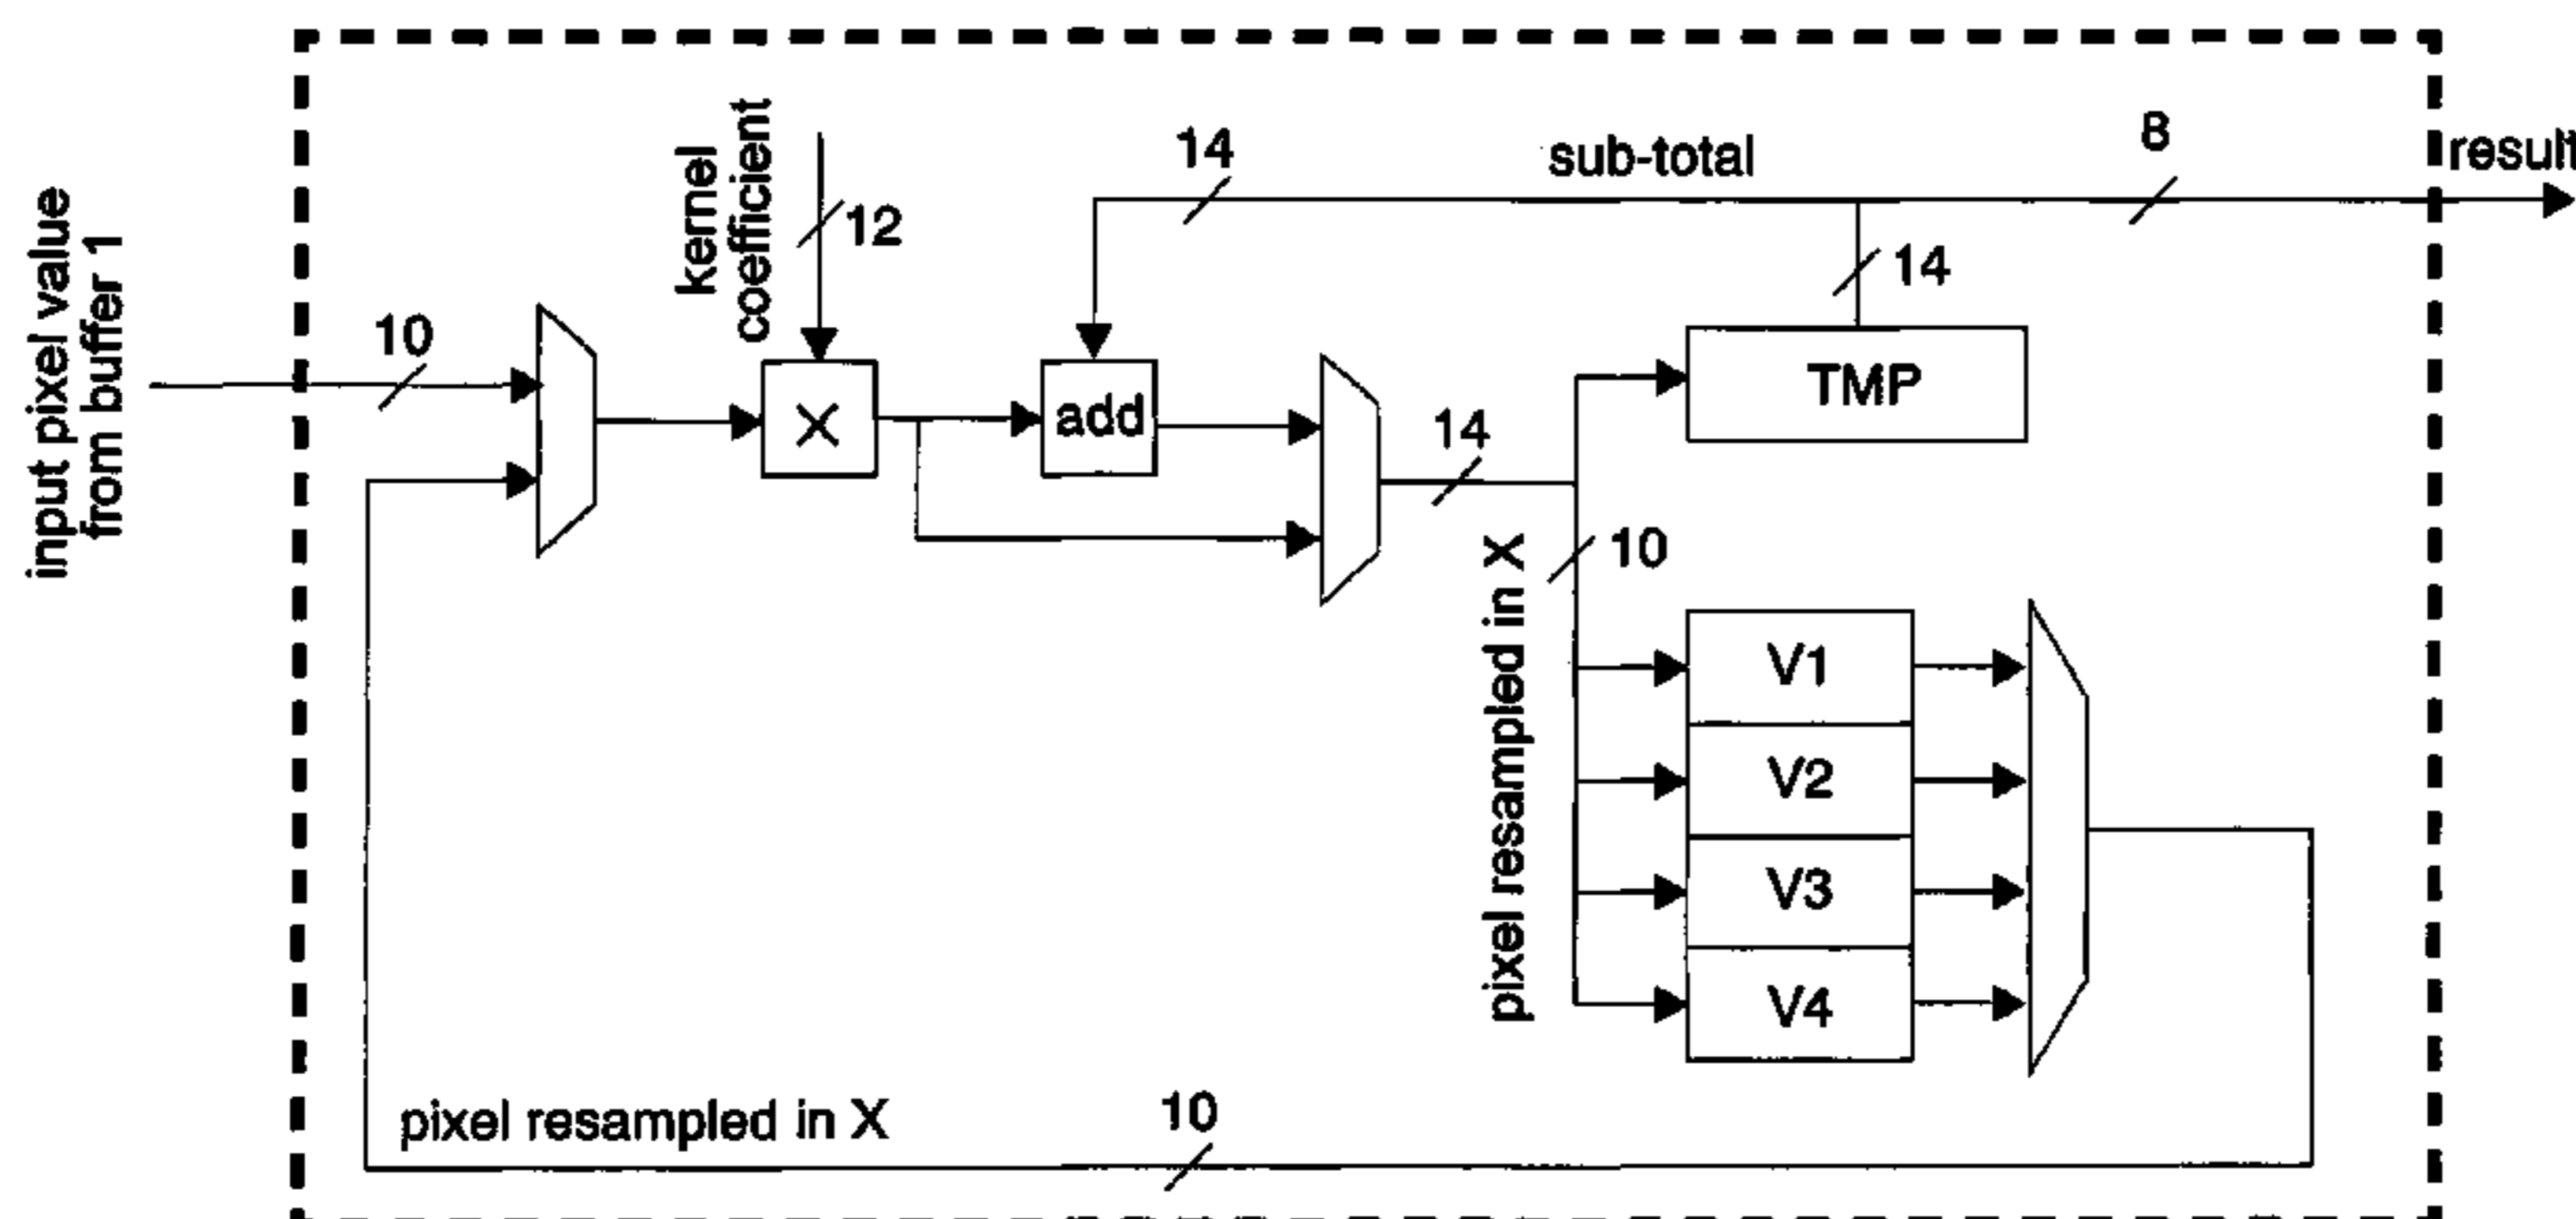 input pixel value
from buffer 1
10
kernel
coefficient
12
X
14
add
sub-total
8
result
14
TMP
14
10
pixel resampled in X
V1
V2
V3
V4
pixel resampled in X
10